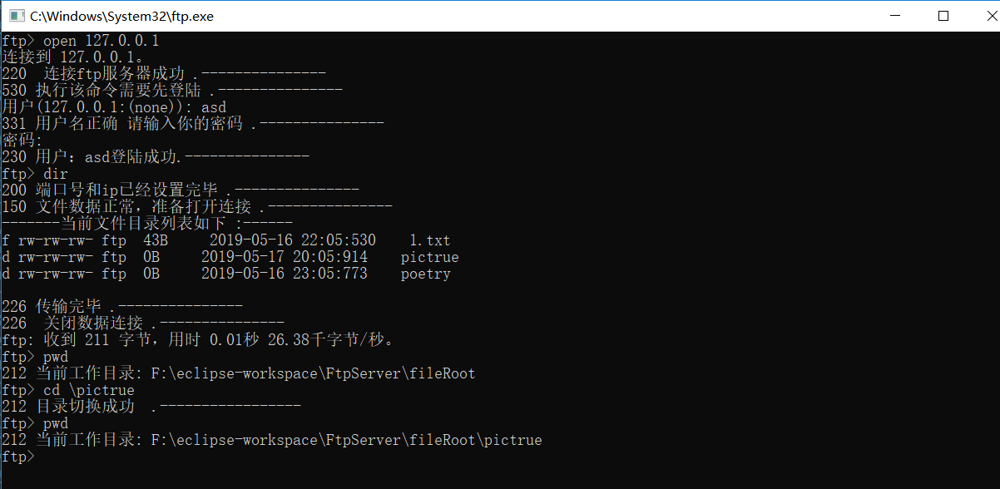 C:\Windows\System32\ftp.exe
ftp> open 127.0.0.1
连接到 127.0.0.1。
220  连接ftp服务器成功 .---------------
530 执行该命令需要先登陆 .---------------
用户(127.0.0.1:(none)): asd
331 用户名正确 请输入你的密码 .---------------
密码:
230 用户：asd登陆成功.---------------
ftp> dir
200 端口号和ip已经设置完毕 .---------------
150 文件数据正常，准备打开连接 .---------------
-------当前文件目录列表如下 :------
f rw-rw-rw- ftp  43B     2019-05-16 22:05:530    1.txt
d rw-rw-rw- ftp  0B     2019-05-17 20:05:914    pictrue
d rw-rw-rw- ftp  0B     2019-05-16 23:05:773    poetry
226 传输完毕 .---------------
226  关闭数据连接 .---------------
ftp: 收到 211 字节，用时 0.01秒 26.38千字节/秒。
ftp> pwd
212 当前工作目录: F:\eclipse-workspace\FtpServer\fileRoot
ftp> cd \pictrue
212 目录切换成功  .-----------------
ftp> pwd
212 当前工作目录: F:\eclipse-workspace\FtpServer\fileRoot\pictrue
ftp>